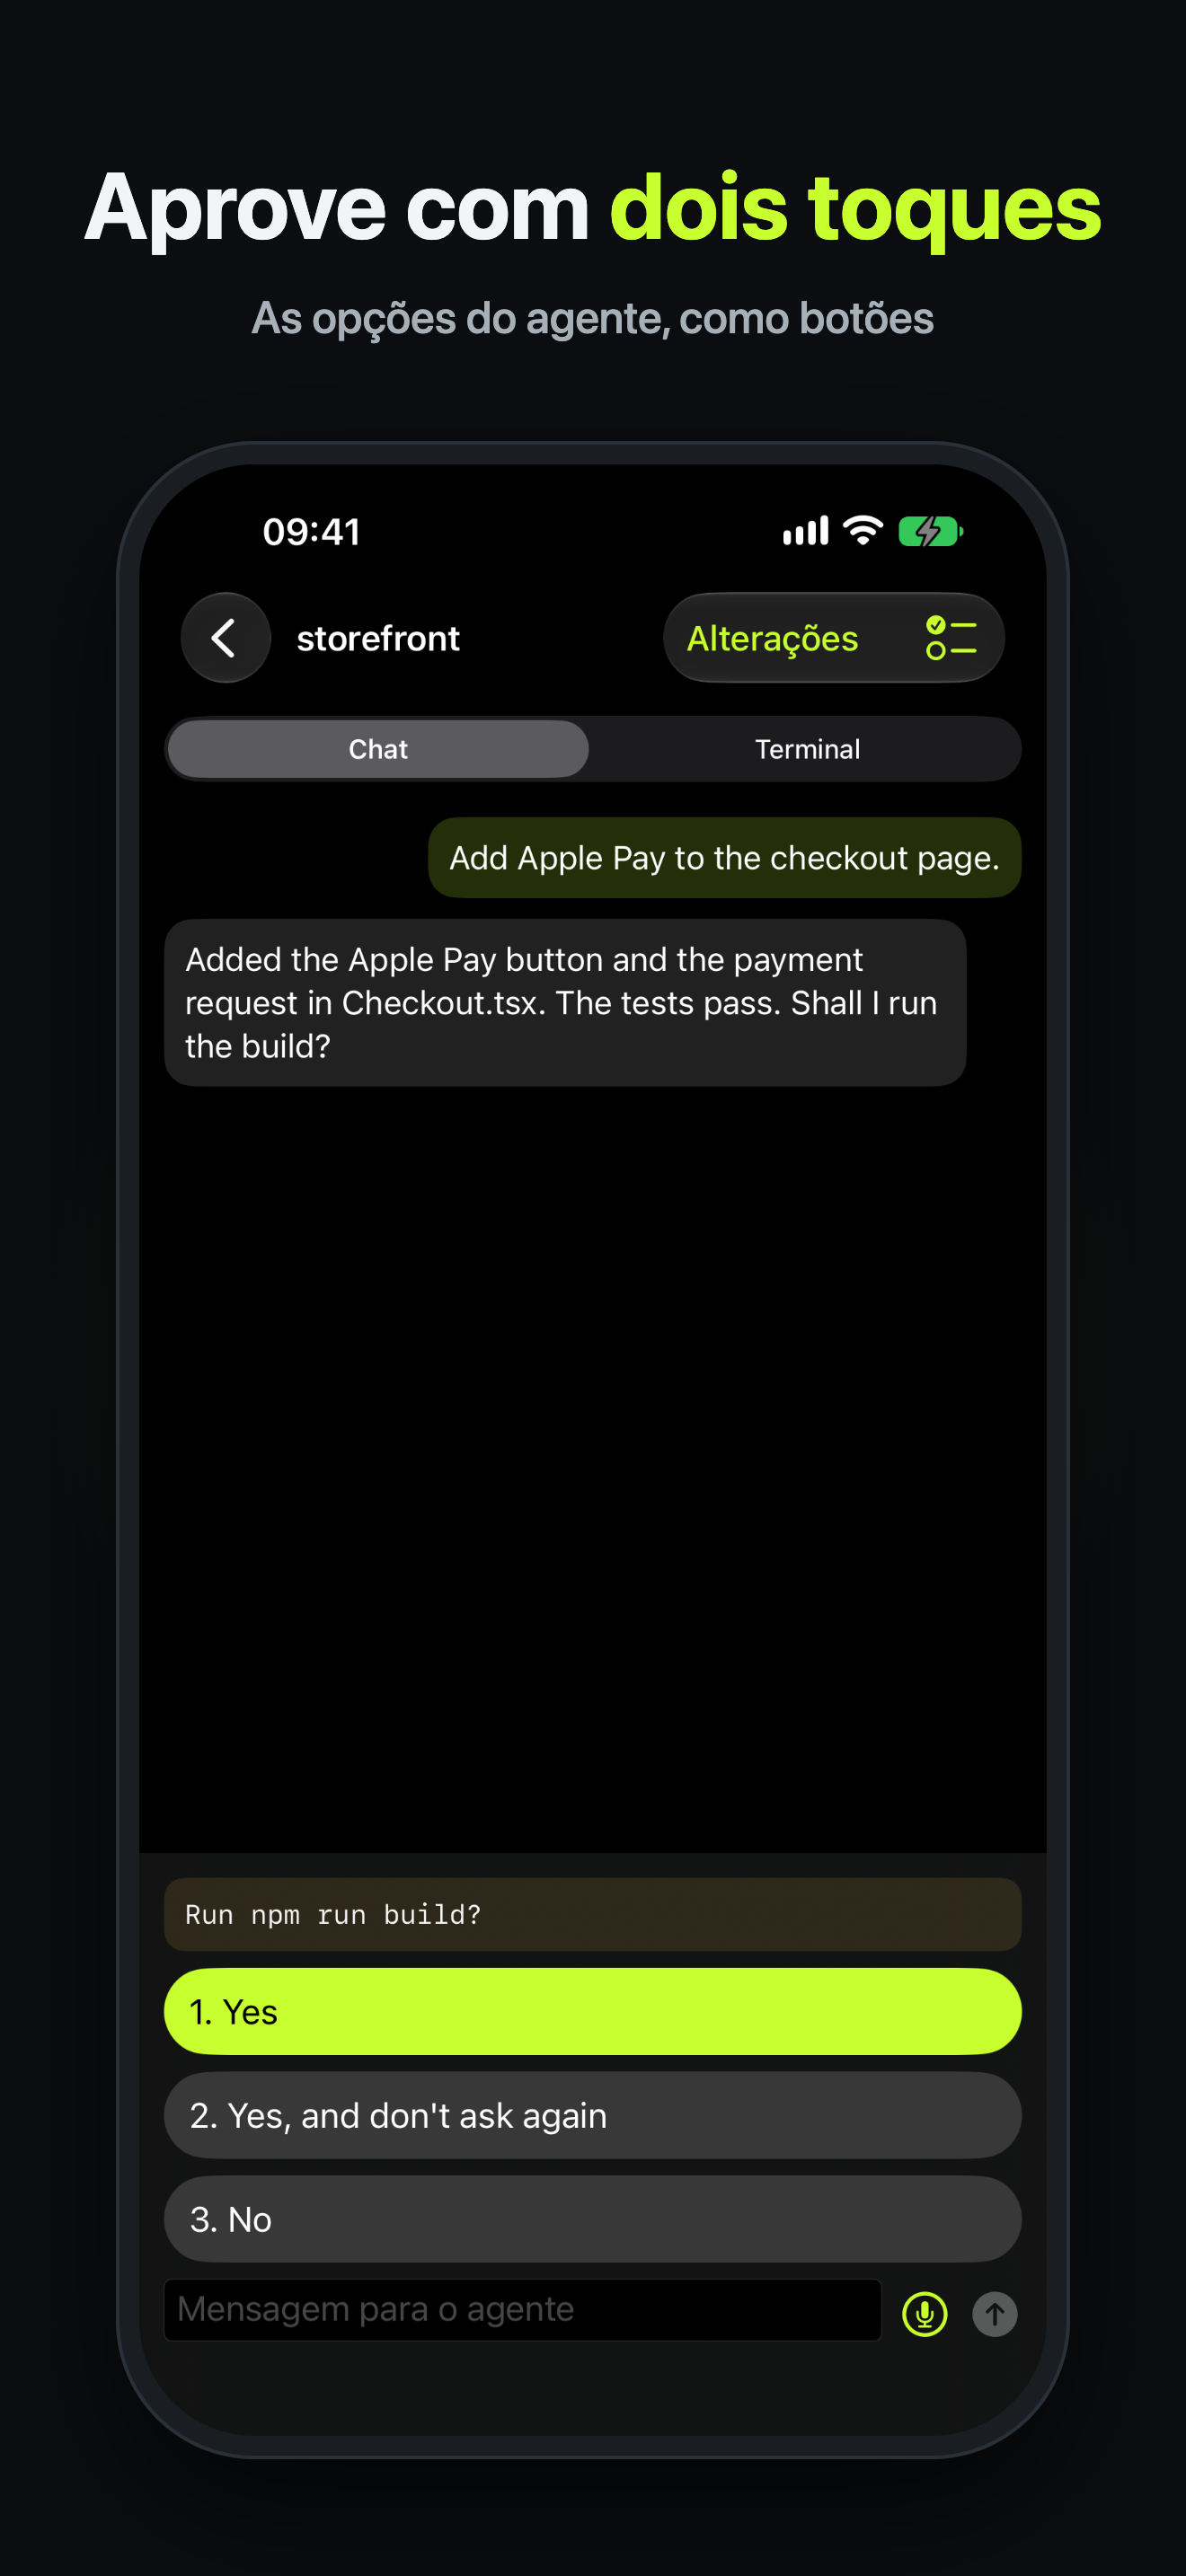 Aprove com dois toques
As opções do agente, como botões
09:41
storefront
Alterações
Chat
Terminal
Add Apple Pay to the checkout page.
Added the Apple Pay button and the payment
request in Checkout.tsx. The tests pass. Shall I run
the build?
Run npm run build?
1. Yes
2. Yes, and don't ask again
3. No
Mensagem para o agente